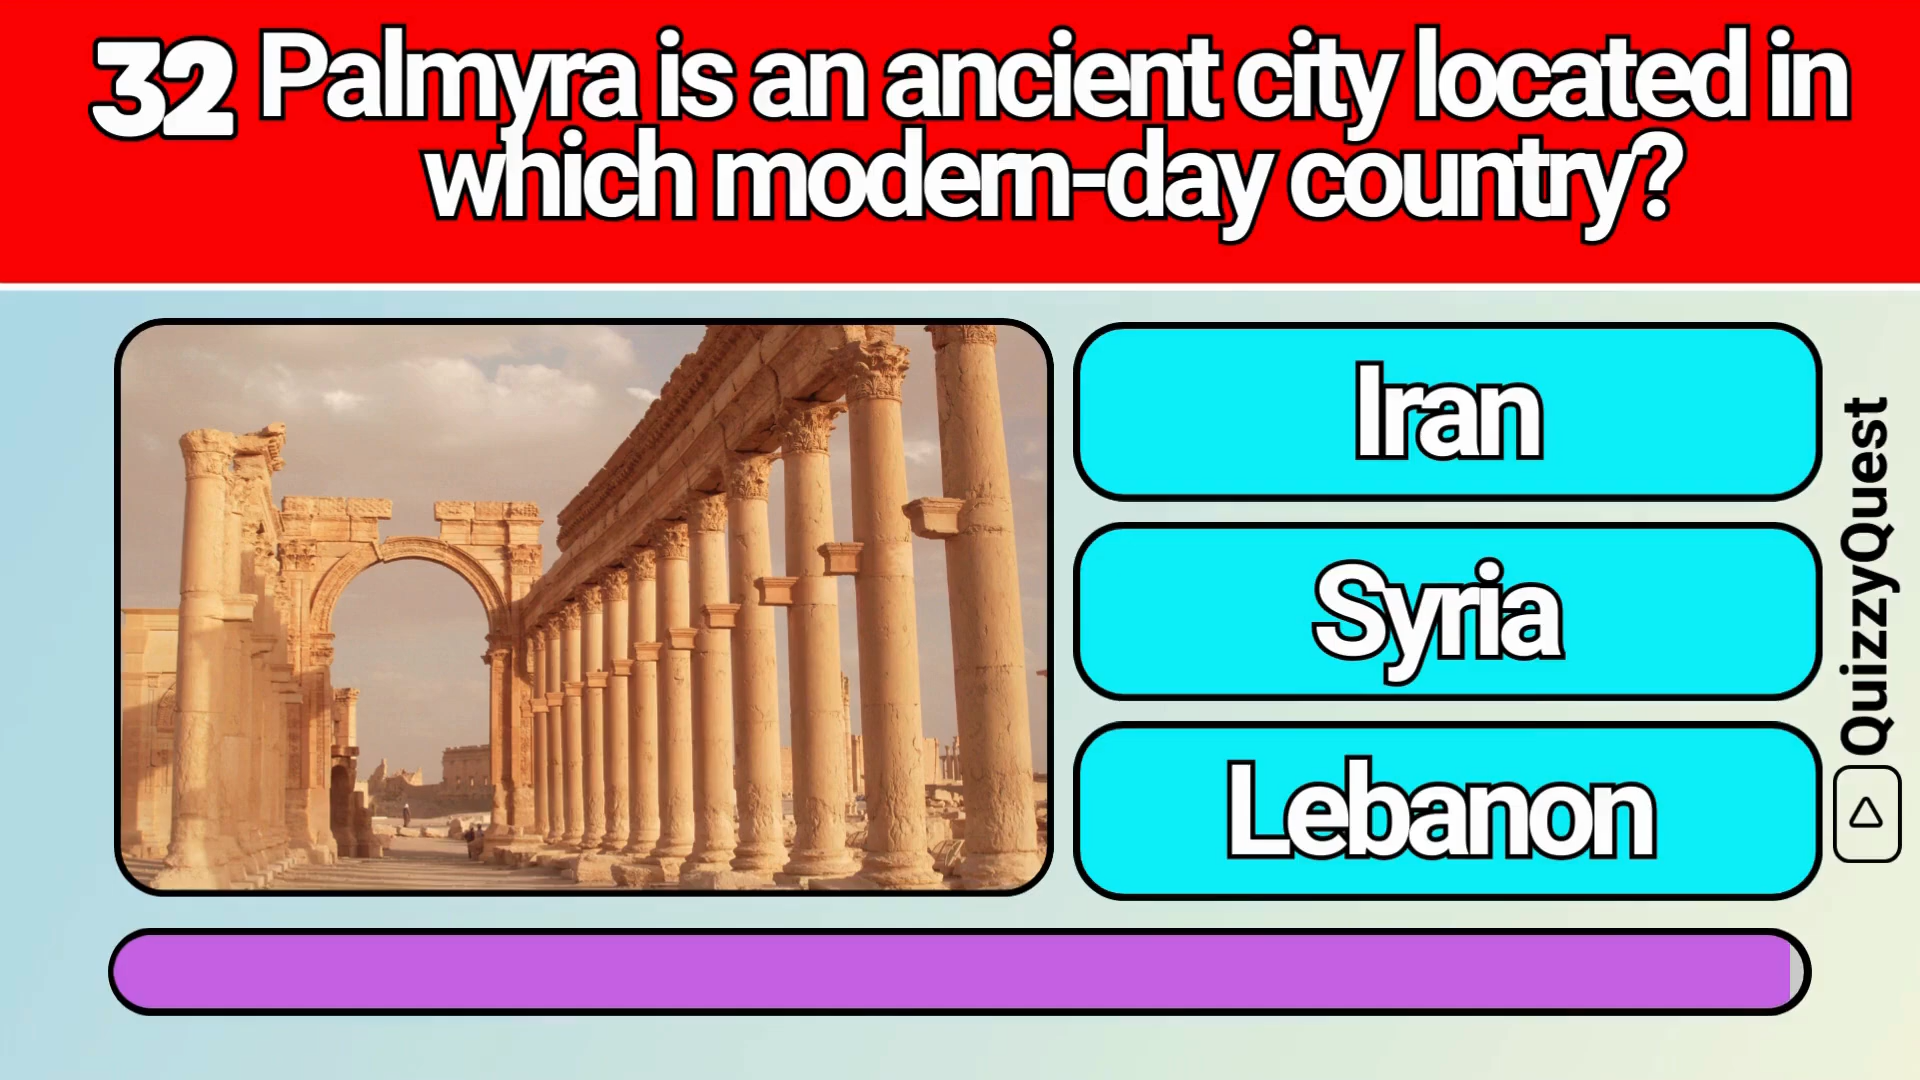 32 Palmyra is an ancient city located in
which modern-day country?
Iran
Syria
Lebanon
QuizzyQuest